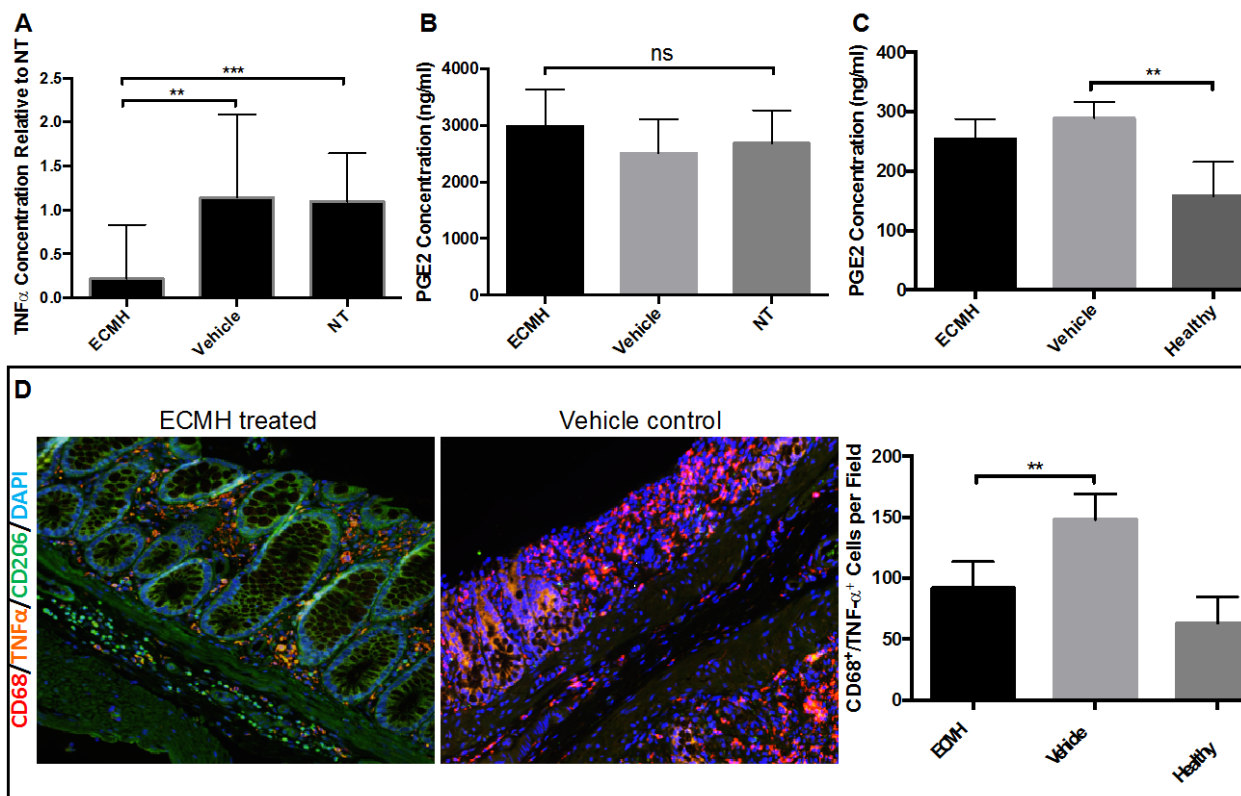 A
TNFα Concentration Relative to NT
2.5
2.0
1.5
1.0
0.5
0.0
***
**
ECMH
Vehicle
NT
B
PGE2 Concentration (ng/ml)
4000
3000
2000
1000
0
ns
ECMH
Vehicle
NT
C
PGE2 Concentration (ng/ml)
400
300
200
100
0
**
ECMH
Vehicle
Healthy
D
CD68/TNFα/CD206/DAPI
ECMH treated
Vehicle control
CD68⁺/TNF-α⁺ Cells per Field
200
150
100
50
0
**
ECMH
Vehicle
Healthy